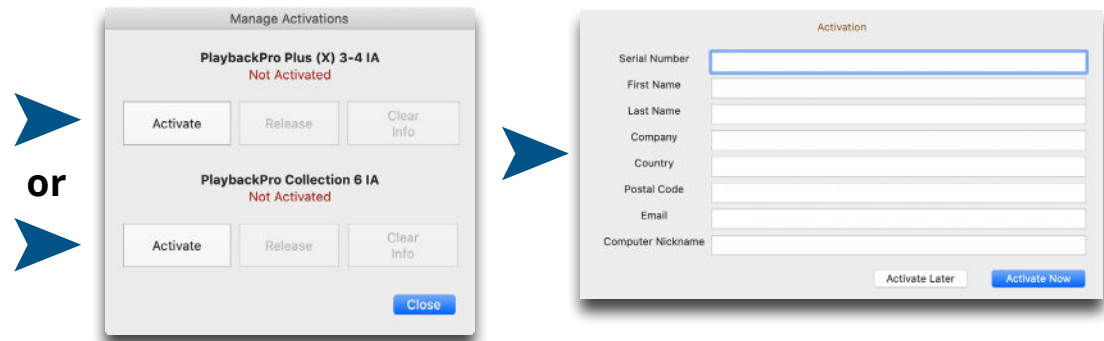 Manage Activations
PlaybackPro Plus (X) 3-4 IA
Not Activated
Activate
Release
Clear
Info
or
PlaybackPro Collection 6 IA
Not Activated
Activate
Release
Clear
Info
Close
Activation
Serial Number
First Name
Last Name
Company
Country
Postal Code
Email
Computer Nickname
Activate Later
Activate Now